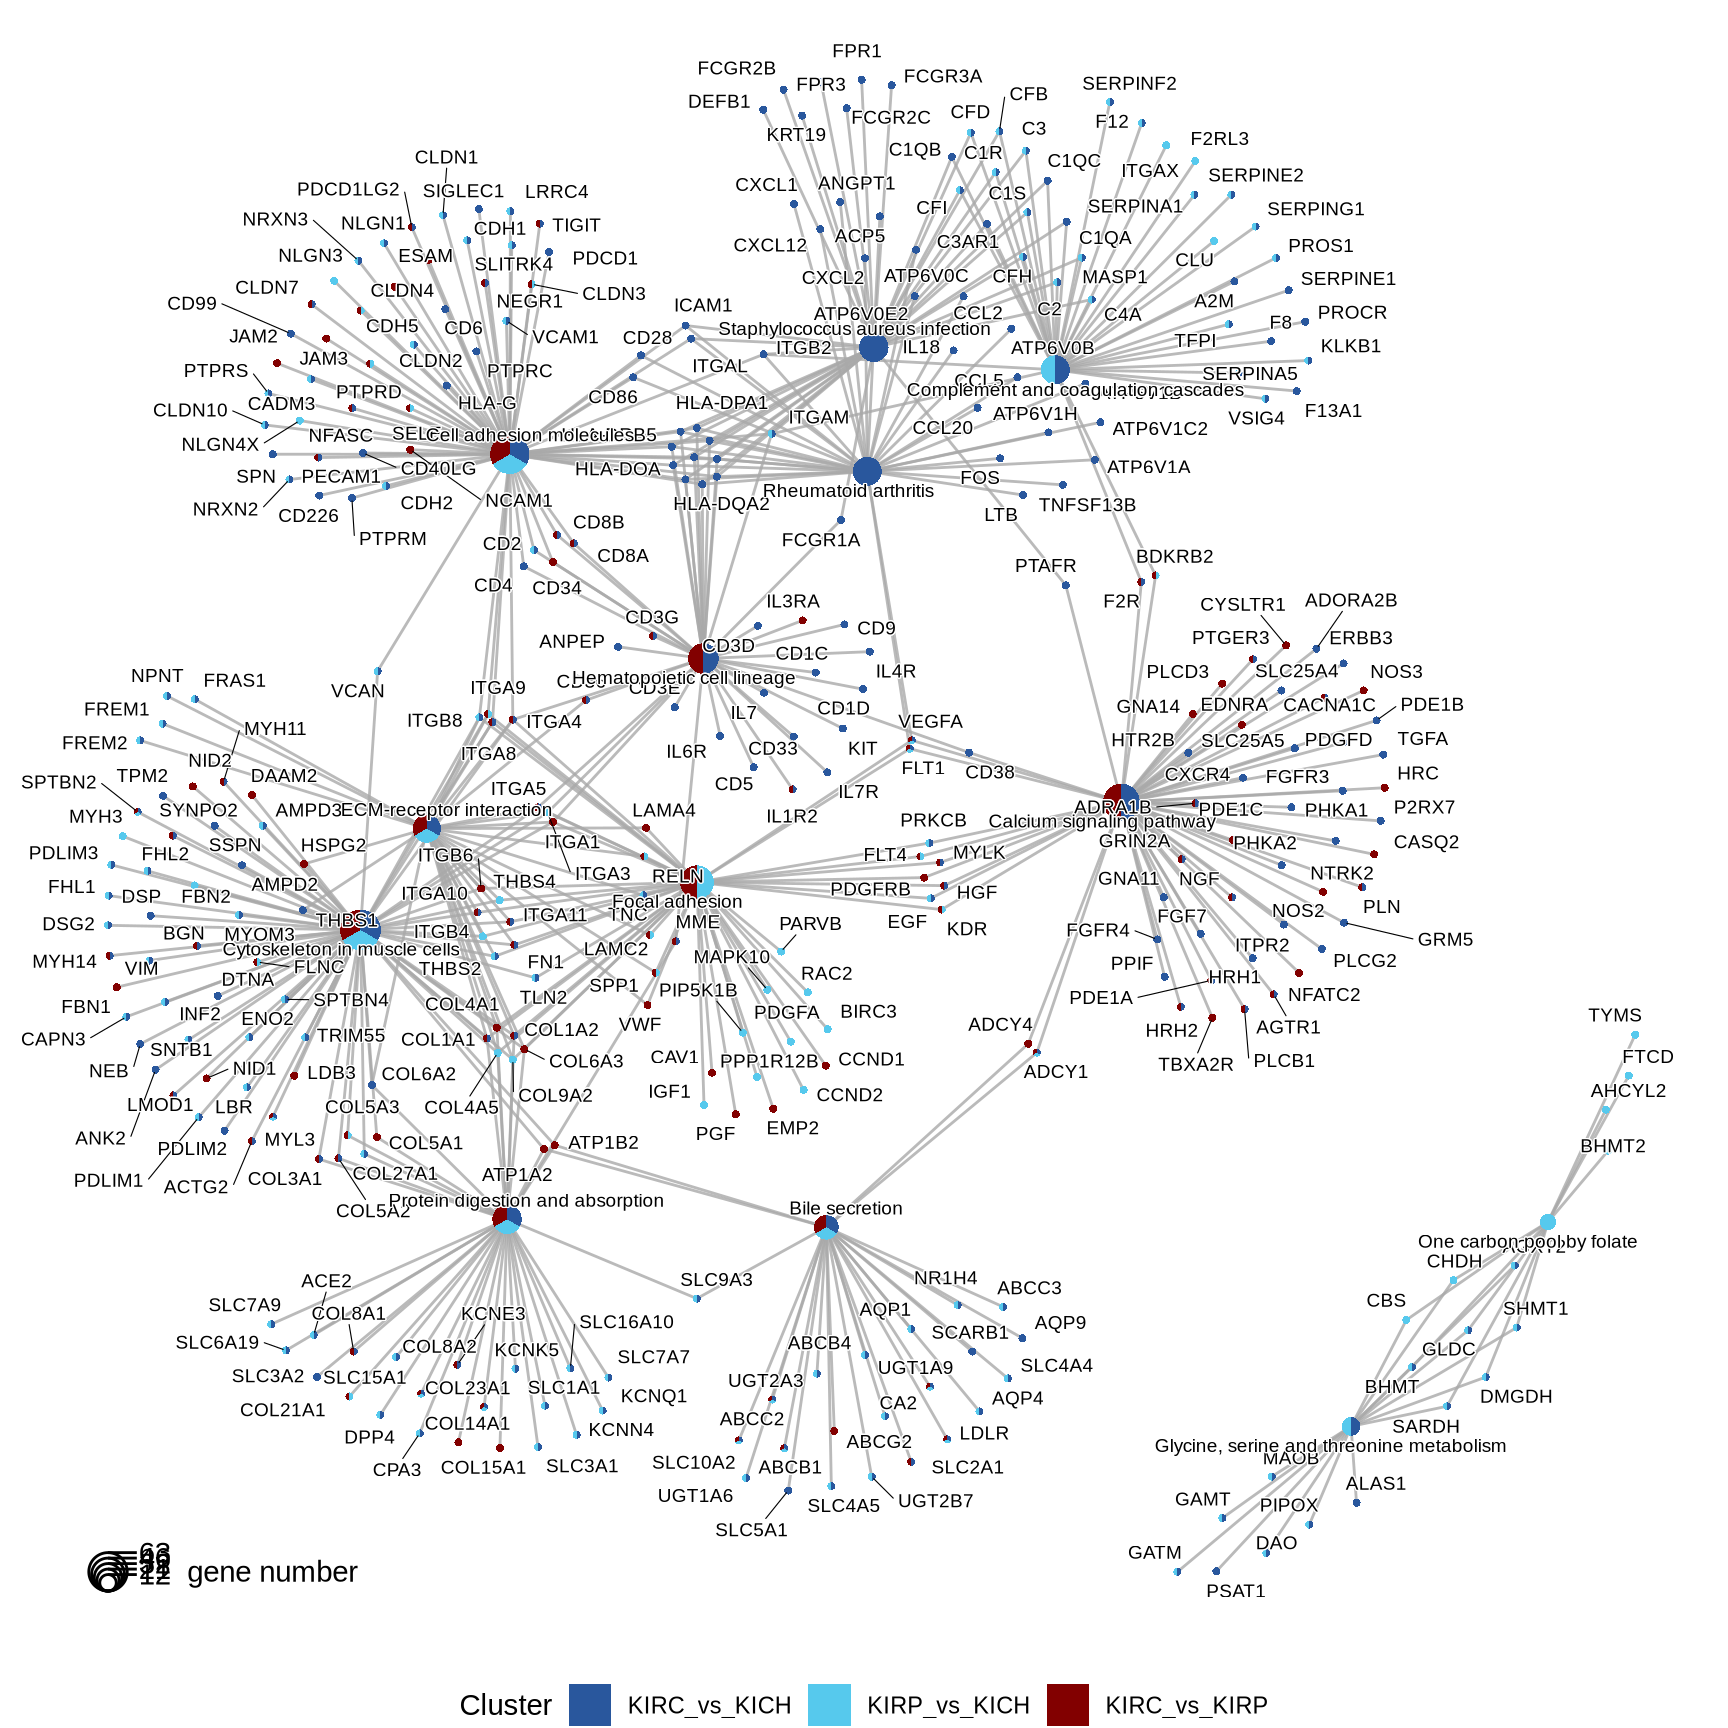 FPR1
FCGR2B
FPR3
FCGR3A
SERPINF2
DEFB1
CFB
FCGR2C
CFD
KRT19
F12
C3
F2RL3
C1QB
C1R
C1QC
ITGAX
SERPINE2
CLDN1
PDCD1LG2
SIGLEC1
LRRC4
CXCL1
ANGPT1
C1S
SERPINA1
SERPING1
NRXN3
NLGN1
CDH1
TIGIT
CFI
ACP5
C3AR1
C1QA
PROS1
CXCL12
NLGN3
ESAM
SLITRK4
PDCD1
CXCL2
ATP6V0C
CFH
MASP1
CLU
SERPINE1
CLDN7
CLDN4
NEGR1
CLDN3
CD99
ICAM1
ATP6V0E2
CCL2
C2
C4A
A2M
F8
PROCR
JAM2
CDH5
CD6
VCAM1
CD28
Staphylococcus aureus infection
ITGB2
IL18
ATP6V0B
TFPI
KLKB1
JAM3
CLDN2
PTPRC
ITGAL
PTPRS
PTPRD
CCL5
SERPINA5
Complement and coagulation cascades
CADM3
HLA-G
CD86
HLA-DPA1
ITGAM
ATP6V1H
VSIG4
F13A1
CLDN10
CCL20
ATP6V1C2
NLGN4X
NFASC
Cell adhesion molecules
HLA-DOA
ATP6V1A
SPN
PECAM1
CD40LG
FOS
Rheumatoid arthritis
NRXN2
CD226
CDH2
NCAM1
HLA-DQA2
LTB
TNFSF13B
PTPRM
CD8B
CD2
CD8A
FCGR1A
PTAFR
BDKRB2
CD4
CD34
F2R
IL3RA
CD3G
CYSLTR1
ADORA2B
ANPEP
CD3D
CD9
CD1C
PTGER3
ERBB3
Hematopoietic cell lineage
IL4R
PLCD3
SLC25A4
NOS3
NPNT
FRAS1
VCAN
ITGA9
CD3E
CD1D
FREM1
ITGB8
ITGA4
IL7
VEGFA
GNA14
EDNRA
CACNA1C
PDE1B
FREM2
MYH11
IL6R
CD33
KIT
HTR2B
SLC25A5
PDGFD
TGFA
NID2
ITGA8
FLT1
CD38
SPTBN2
TPM2
DAAM2
ITGA5
CD5
IL7R
CXCR4
FGFR3
HRC
MYH3
SYNPO2
AMPD3
ECM-receptor interaction
LAMA4
IL1R2
ADRA1B
PDE1C
PHKA1
P2RX7
PRKCB
Calcium signaling pathway
PDLIM3
FHL2
SSPN
HSPG2
ITGB6
ITGA1
FLT4
MYLK
GRIN2A
PHKA2
CASQ2
FHL1
DSP
FBN2
AMPD2
ITGA10
THBS4
ITGA3
RELN
PDGFRB
HGF
GNA11
NGF
NTRK2
Focal adhesion
DSG2
BGN
MYOM3
THBS1
ITGB4
ITGA11
TNC
MME
PARVB
EGF
KDR
FGF7
NOS2
PLN
Cytoskeleton in muscle cells
FGFR4
ITPR2
GRM5
MYH14
VIM
FLNC
THBS2
FN1
LAMC2
MAPK10
RAC2
PPIF
PLCG2
DTNA
TLN2
SPP1
PIP5K1B
HRH1
FBN1
INF2
SPTBN4
COL4A1
PDGFA
BIRC3
PDE1A
NFATC2
CAPN3
ENO2
TRIM55
COL1A1
COL1A2
VWF
ADCY4
HRH2
AGTR1
TYMS
NEB
SNTB1
NID1
LDB3
COL6A2
COL6A3
CAV1
PPP1R12B
CCND1
ADCY1
TBXA2R
PLCB1
FTCD
LMOD1
LBR
COL5A3
COL4A5
COL9A2
IGF1
CCND2
AHCYL2
ANK2
PDLIM2
MYL3
COL5A1
ATP1B2
PGF
EMP2
BHMT2
PDLIM1
ACTG2
COL3A1
COL27A1
ATP1A2
COL5A2
Protein digestion and absorption
Bile secretion
One carbon pool by folate
ACE2
SLC9A3
NR1H4
ABCC3
CHDH
SLC7A9
COL8A1
KCNE3
SLC16A10
AQP1
AQP9
CBS
SHMT1
SLC6A19
COL8A2
KCNK5
SLC7A7
ABCB4
SCARB1
SLC4A4
GLDC
SLC3A2
SLC15A1
COL23A1
SLC1A1
KCNQ1
UGT2A3
UGT1A9
AQP4
BHMT
DMGDH
COL21A1
COL14A1
KCNN4
ABCC2
CA2
LDLR
SARDH
DPP4
ABCG2
Glycine, serine and threonine metabolism
CPA3
COL15A1
SLC3A1
SLC10A2
ABCB1
SLC2A1
MAOB
ALAS1
UGT1A6
SLC4A5
UGT2B7
GAMT
PIPOX
SLC5A1
GATM
DAO
PSAT1
62
12
gene number
Cluster
KIRC_vs_KICH
KIRP_vs_KICH
KIRC_vs_KIRP